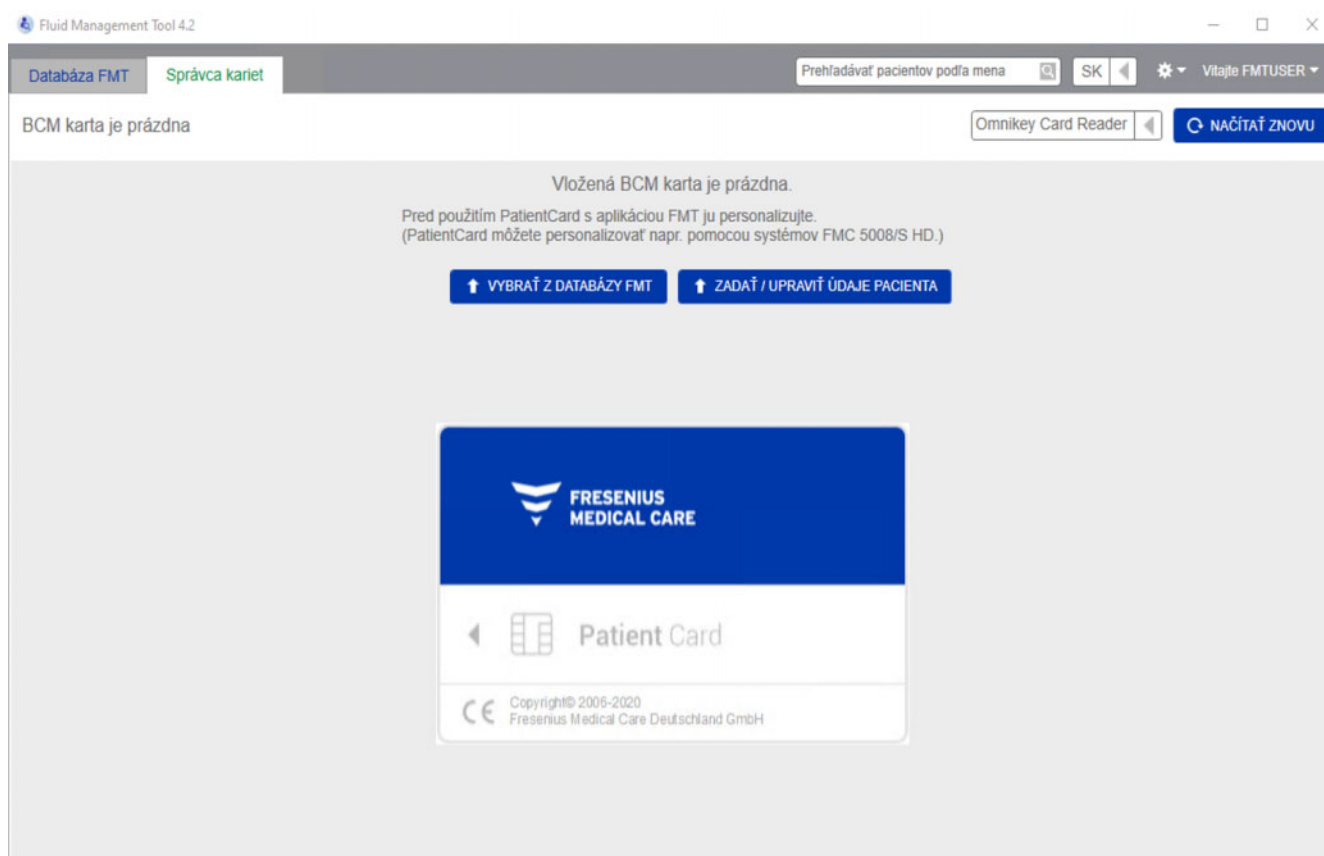 Fluid Management Tool 4.2
Databáza FMT
Správca kariet
Prehľadávať pacientov podľa mena
SK
Vitajte FMTUSER
BCM karta je prázdna
Omnikey Card Reader
NAČÍTAŤ ZNOVU
Vložená BCM karta je prázdna.
Pred použitím PatientCard s aplikáciou FMT ju personalizujte.
(PatientCard môžete personalizovať napr. pomocou systémov FMC 5008/S HD.)
VYBRAŤ Z DATABÁZY FMT
ZADAŤ / UPRAVIŤ ÚDAJE PACIENTA
FRESENIUS
MEDICAL CARE
Patient Card
CE
Copyright© 2006-2020
Fresenius Medical Care Deutschland GmbH